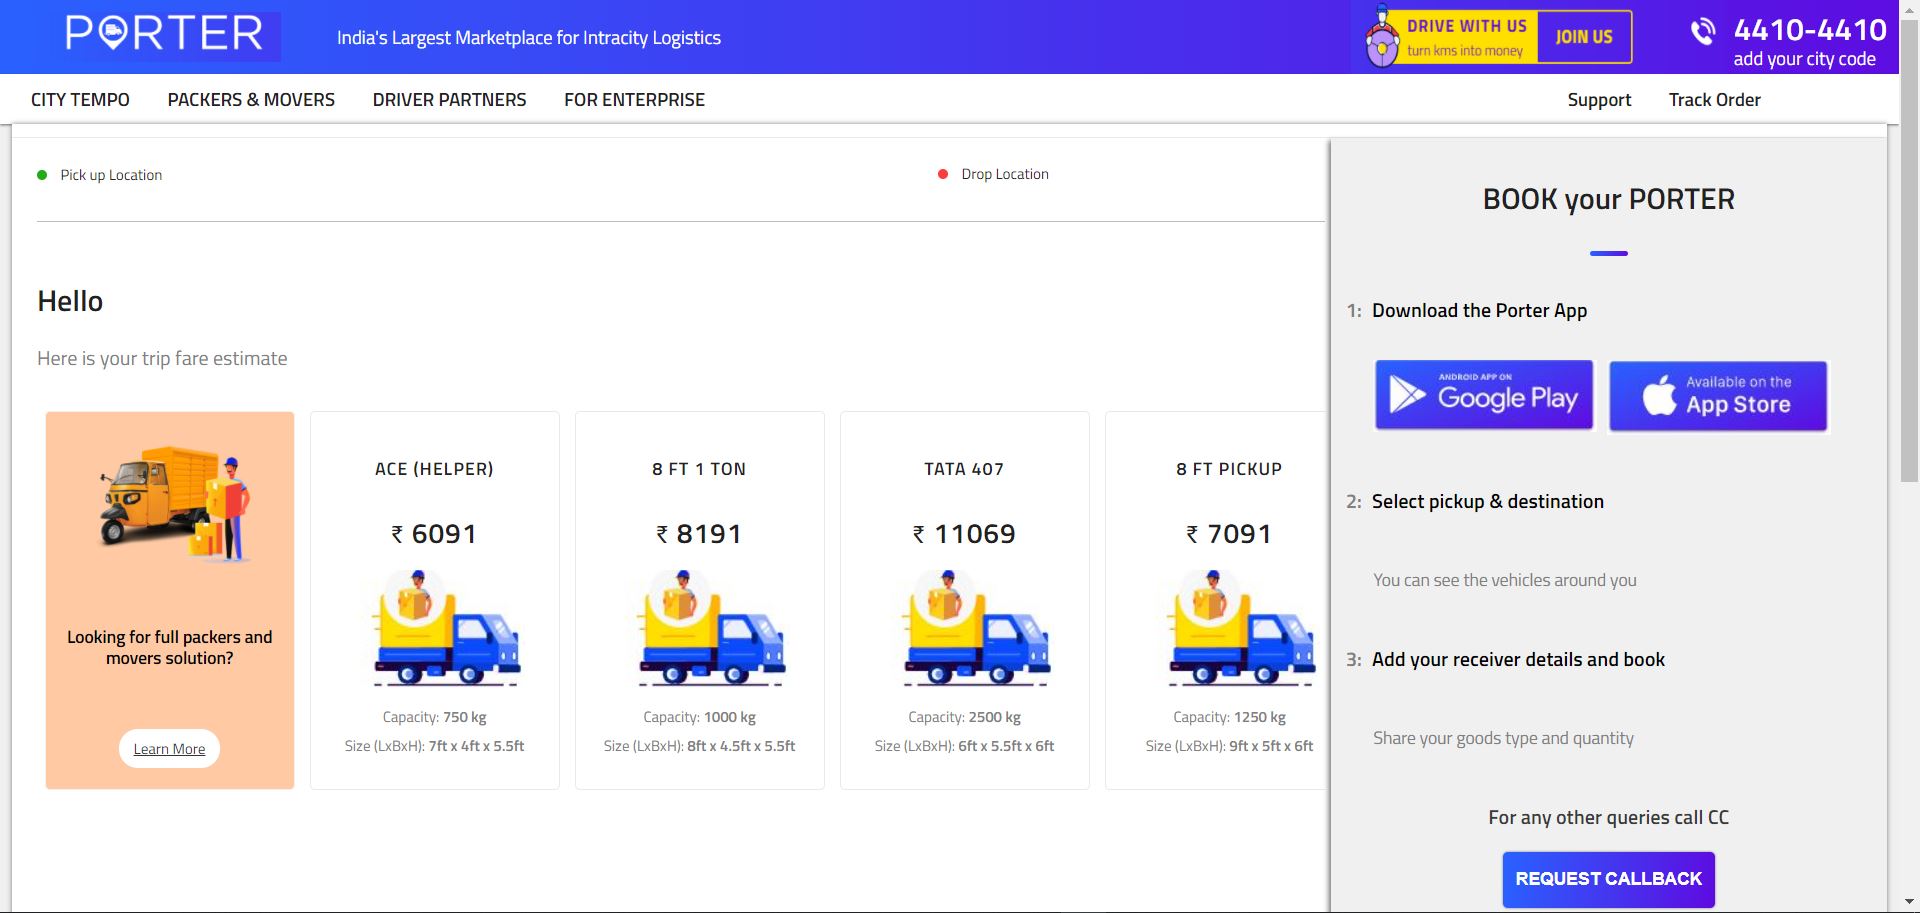 PORTER
India's Largest Marketplace for Intracity Logistics
DRIVE WITH US
turn kms into money
JOIN US
4410-4410
add your city code
CITY TEMPO
PACKERS & MOVERS
DRIVER PARTNERS
FOR ENTERPRISE
Support
Track Order
Pick up Location
Drop Location
Hello
Here is your trip fare estimate
Looking for full packers and
movers solution?
Learn More
ACE (HELPER)
₹ 6091
Capacity: 750 kg
Size (LxBxH): 7ft x 4ft x 5.5ft
8 FT 1 TON
₹ 8191
Capacity: 1000 kg
Size (LxBxH): 8ft x 4.5ft x 5.5ft
TATA 407
₹ 11069
Capacity: 2500 kg
Size (LxBxH): 6ft x 5.5ft x 6ft
8 FT PICKUP
₹ 7091
Capacity: 1250 kg
Size (LxBxH): 9ft x 5ft x 6ft
BOOK your PORTER
1: Download the Porter App
ANDROID APP ON
Google Play
Available on the
App Store
2: Select pickup & destination
You can see the vehicles around you
3: Add your receiver details and book
Share your goods type and quantity
For any other queries call CC
REQUEST CALLBACK